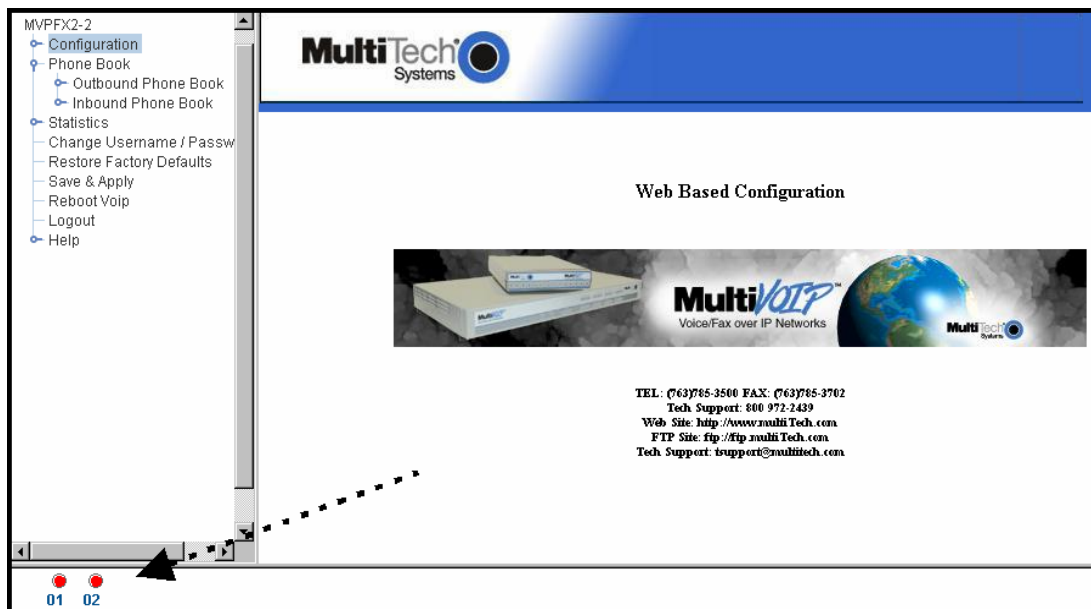 MVPFX2-2
Configuration
Phone Book
Outbound Phone Book
Inbound Phone Book
Statistics
Change Username / Passw
Restore Factory Defaults
Save & Apply
Reboot Voip
Logout
Help
MultiTech
Systems
Web Based Configuration
MultiVOIP™
Voice/Fax over IP Networks
MultiTech
Systems
TEL: (763)785-3500 FAX: (763)785-3702
Tech Support: 800 972-2439
Web Site: http://www.multiTech.com
FTP Site: ftp://ftp.multiTech.com
Tech Support: tsupport@multitech.com
01 02